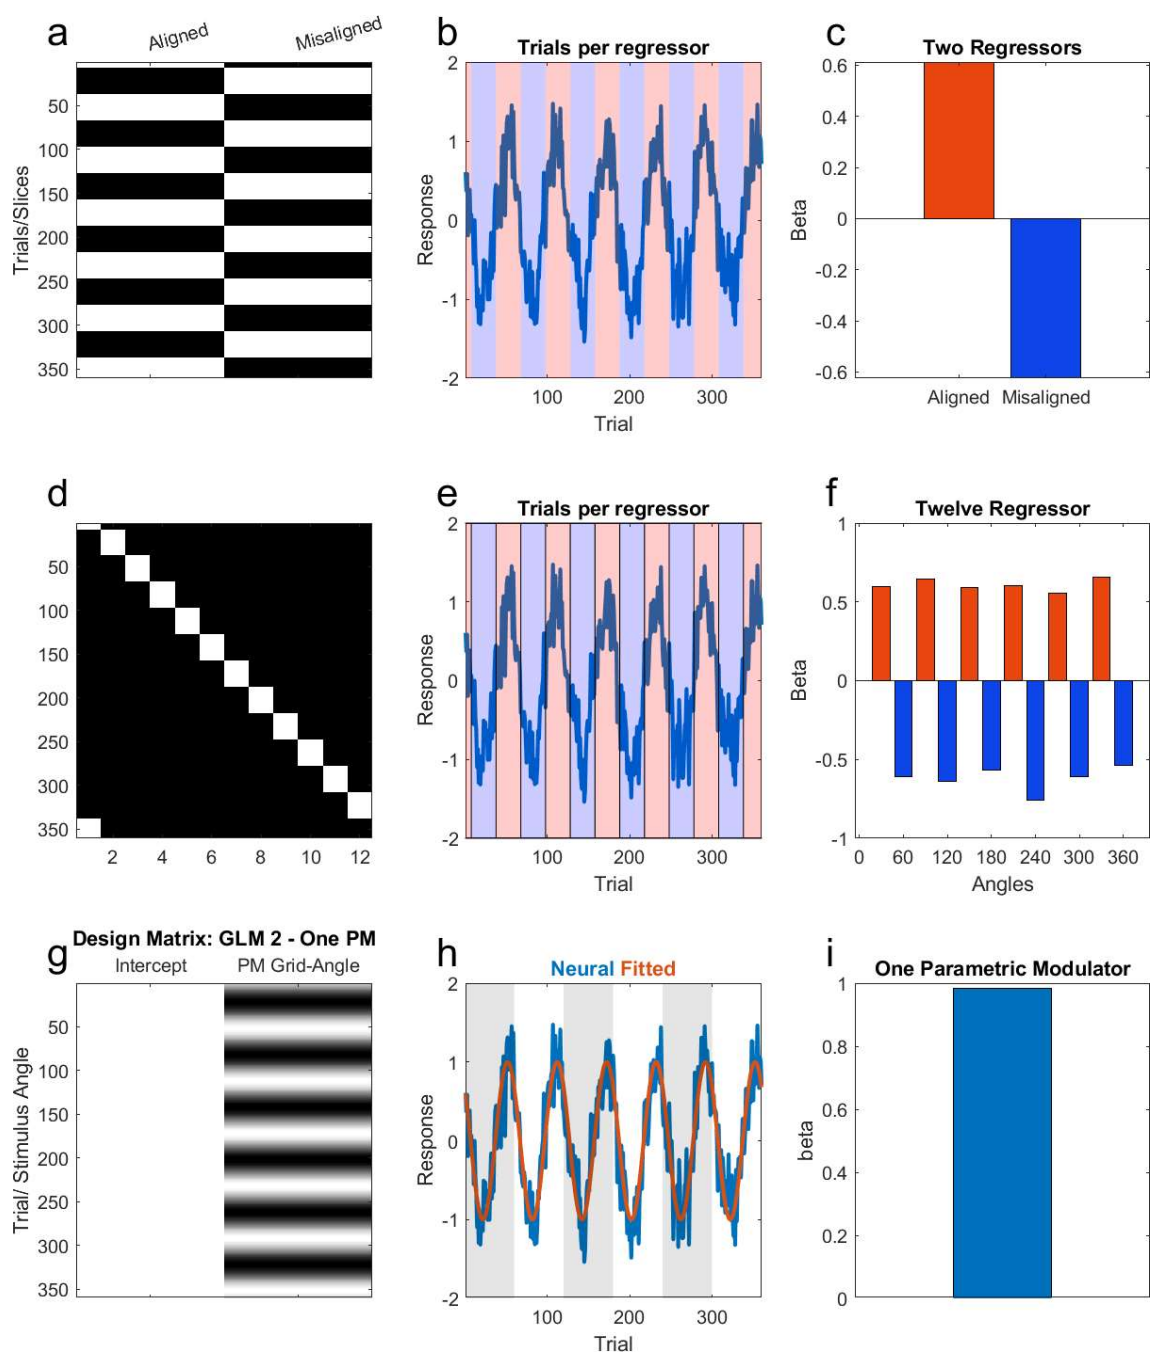 a
Aligned
Misaligned
50
100
150
200
250
300
350
Trials/Slices
b
Trials per regressor
2
1
0
-1
-2
Response
100
200
300
Trial
c
Two Regressors
0.6
0.4
0.2
0
-0.2
-0.4
-0.6
Beta
Aligned
Misaligned
d
50
100
150
200
250
300
350
2
4
6
8
10
12
e
Trials per regressor
2
1
0
-1
-2
Response
100
200
300
Trial
f
Twelve Regressor
1
0.5
0
-0.5
-1
Beta
0
60
120
180
240
300
360
Angles
g
Design Matrix: GLM 2 - One PM
Intercept
PM Grid-Angle
50
100
150
200
250
300
350
Trial/ Stimulus Angle
h
Neural Fitted
2
1
0
-1
-2
Response
100
200
300
Trial
i
One Parametric Modulator
1
0.8
0.6
0.4
0.2
0
beta